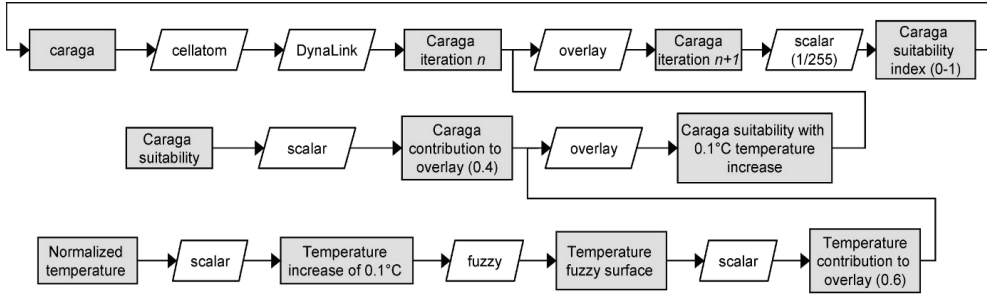 caraga
cellatom
DynaLink
Caraga
iteration n
overlay
Caraga
iteration n+1
scalar
(1/255)
Caraga
suitability
index (0-1)
Caraga
suitability
scalar
Caraga
contribution to
overlay (0.4)
overlay
Caraga suitability with
0.1°C temperature
increase
Normalized
temperature
scalar
Temperature
increase of 0.1°C
fuzzy
Temperature
fuzzy surface
scalar
Temperature
contribution to
overlay (0.6)